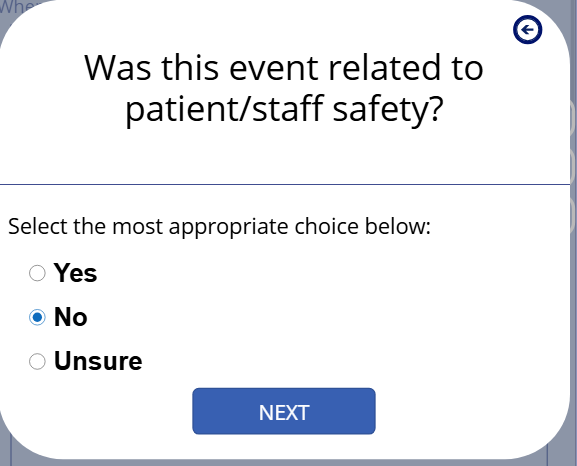 Was this event related to
patient/staff safety?
Select the most appropriate choice below:
Yes
No
Unsure
NEXT